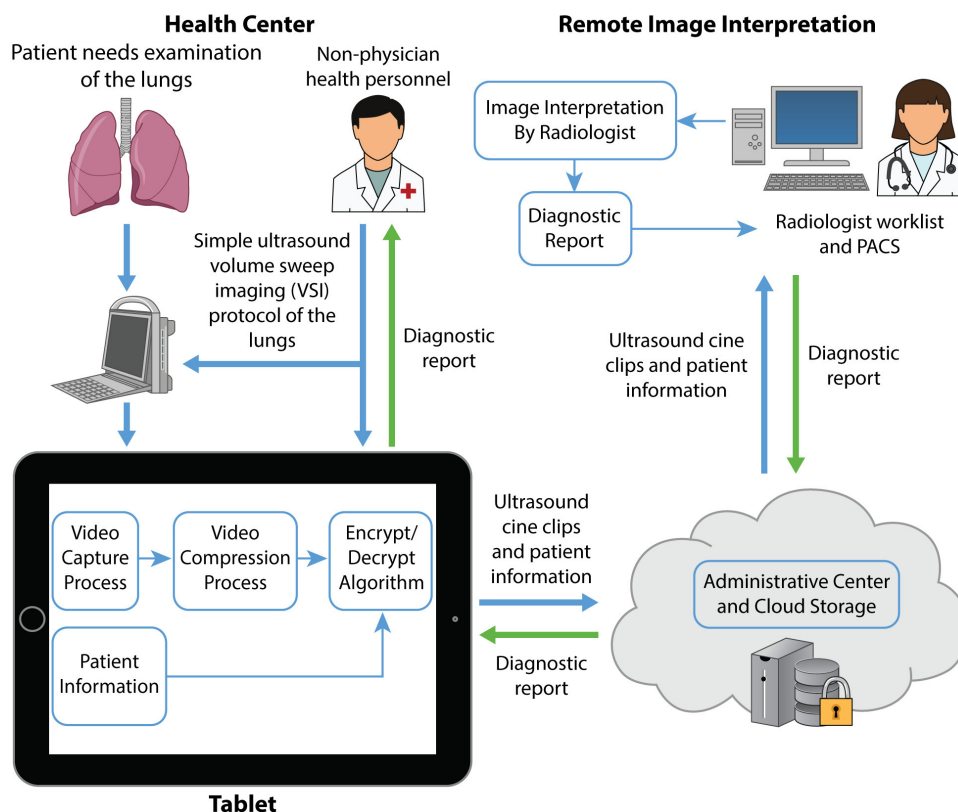 Health Center
Patient needs examination
of the lungs
Non-physician
health personnel
Simple ultrasound
volume sweep
imaging (VSI)
protocol of the
lungs
Diagnostic
report
Remote Image Interpretation
Image Interpretation
By Radiologist
Diagnostic
Report
Radiologist worklist
and PACS
Ultrasound cine
clips and patient
information
Diagnostic
report
Video
Capture
Process
Video
Compression
Process
Encrypt/
Decrypt
Algorithm
Patient
Information
Tablet
Ultrasound
cine clips
and patient
information
Diagnostic
report
Administrative Center
and Cloud Storage